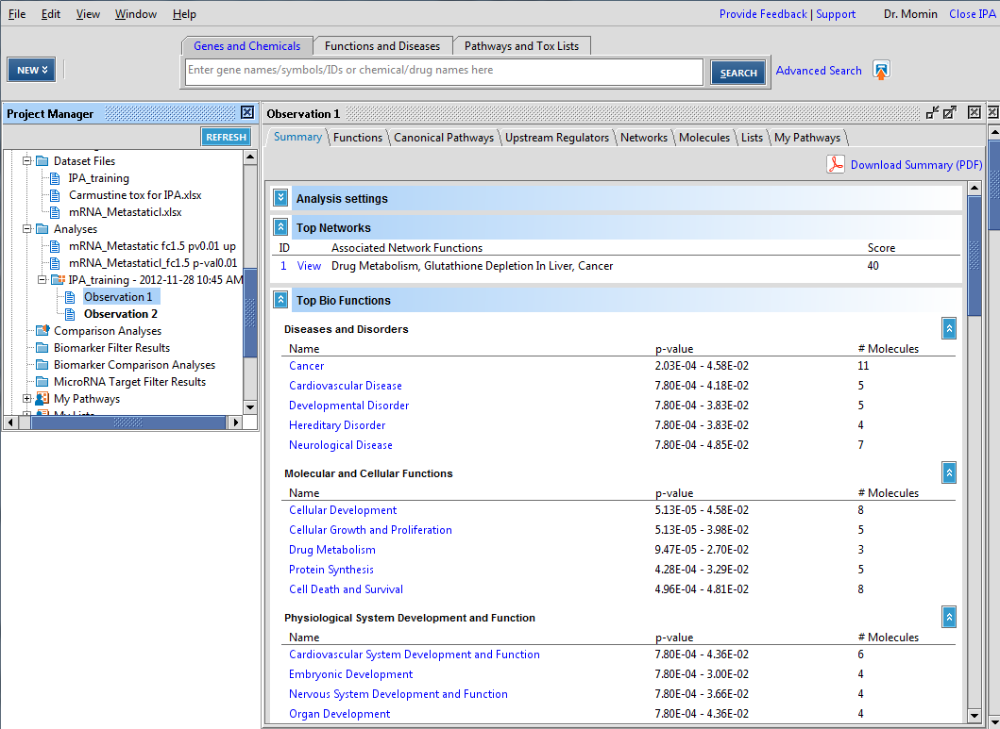 File Edit View Window Help Provide Feedback | Support Dr. Momin Close IPA
Genes and Chemicals Functions and Diseases Pathways and Tox Lists
NEW Enter gene names/symbols/IDs or chemical/drug names here SEARCH Advanced Search
Project Manager
REFRESH
Dataset Files
IPA_training
Carmustine tox for IPA.xlsx
mRNA_MetastaticI.xlsx
Analyses
mRNA_Metastatic fc1.5 pv0.01 up
mRNA_MetastaticI_fc1.5 p-val0.01
IPA_training - 2012-11-28 10:45 AM
Observation 1
Observation 2
Comparison Analyses
Biomarker Filter Results
Biomarker Comparison Analyses
MicroRNA Target Filter Results
My Pathways
Observation 1
Summary Functions Canonical Pathways Upstream Regulators Networks Molecules Lists My Pathways
Download Summary (PDF)
Analysis settings
Top Networks
ID Associated Network Functions Score
1 View Drug Metabolism, Glutathione Depletion In Liver, Cancer 40
Top Bio Functions
Diseases and Disorders
Name p-value # Molecules
Cancer 2.03E-04 - 4.58E-02 11
Cardiovascular Disease 7.80E-04 - 4.18E-02 5
Developmental Disorder 7.80E-04 - 3.83E-02 5
Hereditary Disorder 7.80E-04 - 3.83E-02 4
Neurological Disease 7.80E-04 - 4.85E-02 7
Molecular and Cellular Functions
Name p-value # Molecules
Cellular Development 5.13E-05 - 4.58E-02 8
Cellular Growth and Proliferation 5.13E-05 - 3.98E-02 5
Drug Metabolism 9.47E-05 - 2.70E-02 3
Protein Synthesis 4.28E-04 - 3.29E-02 5
Cell Death and Survival 4.96E-04 - 4.81E-02 8
Physiological System Development and Function
Name p-value # Molecules
Cardiovascular System Development and Function 7.80E-04 - 4.36E-02 6
Embryonic Development 7.80E-04 - 3.00E-02 4
Nervous System Development and Function 7.80E-04 - 3.66E-02 4
Organ Development 7.80E-04 - 4.36E-02 4